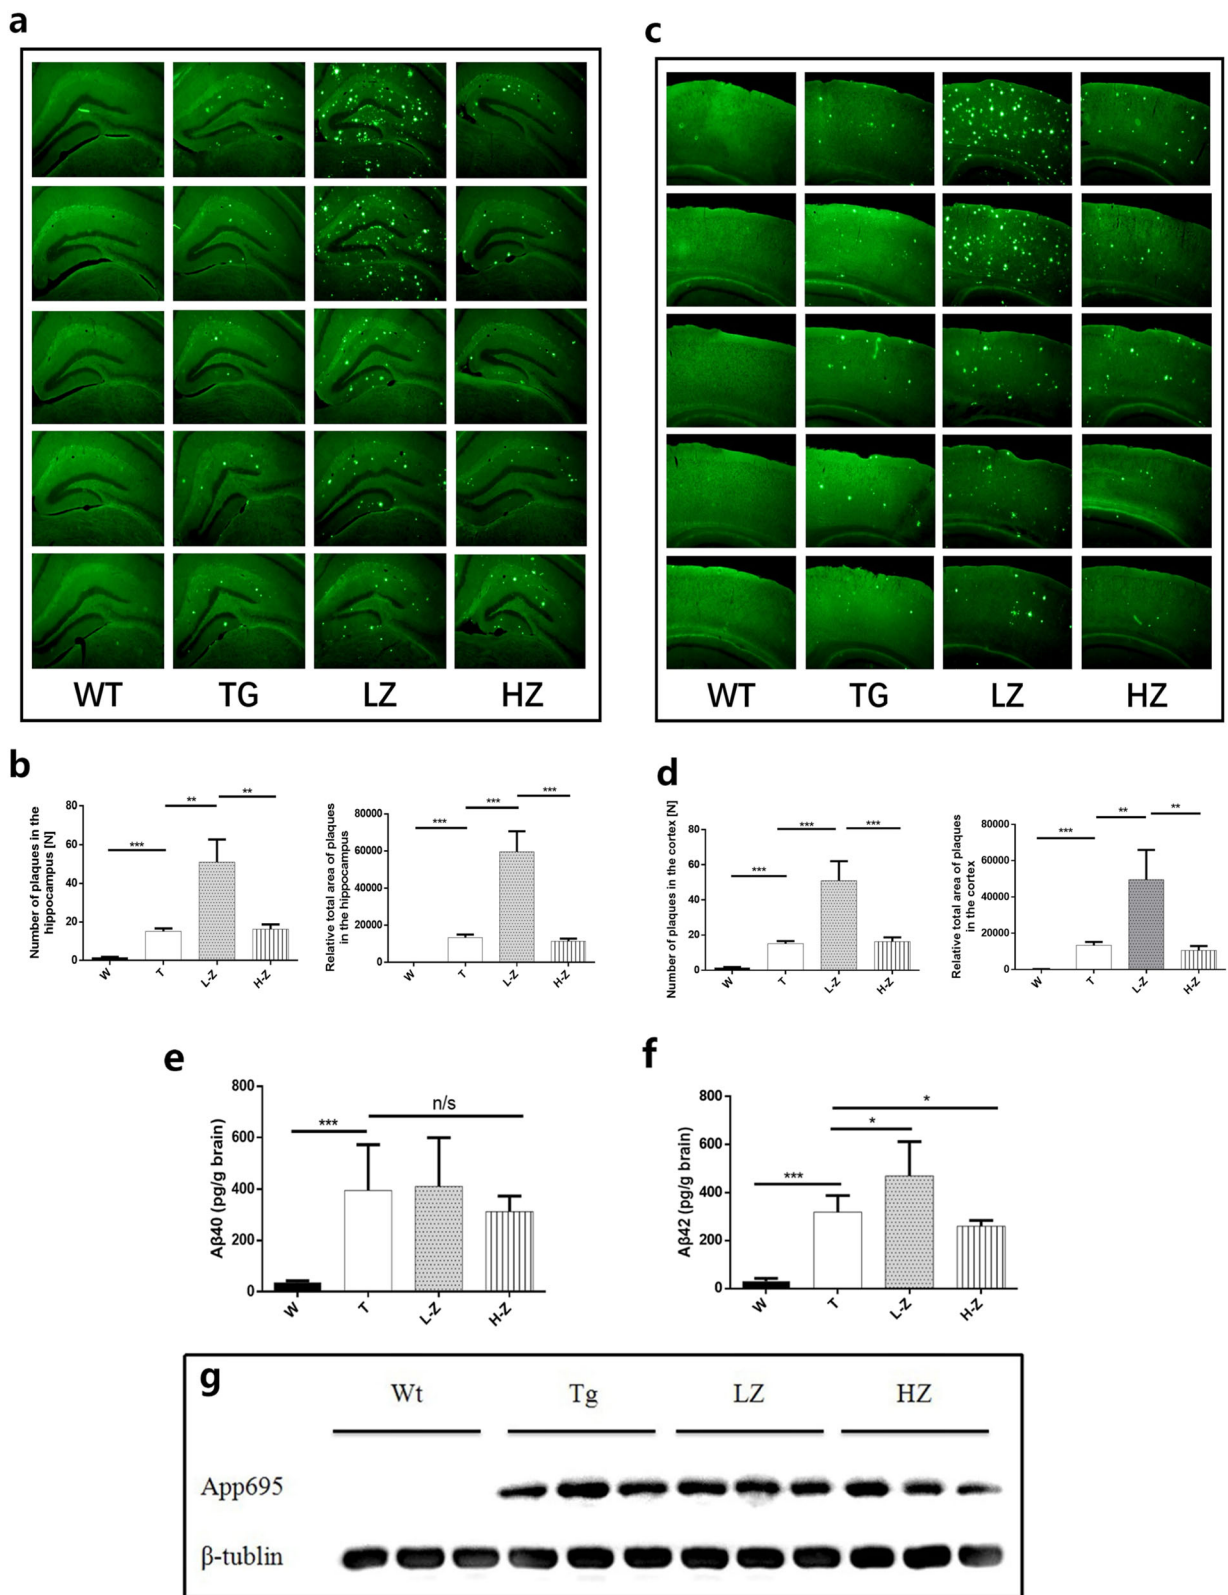 a
WT TG LZ HZ
c
WT TG LZ HZ
b
Number of plaques in the
hippocampus [N]
80
60
40
20
0
***
**
**
W T L-Z H-Z
Relative total area of plaques
in the hippocampus
80000
60000
40000
20000
0
***
***
***
W T L-Z H-Z
d
Number of plaques in the cortex [N]
80
60
40
20
0
***
***
***
W T L-Z H-Z
Relative total area of plaques
in the cortex
80000
60000
40000
20000
0
***
**
**
W T L-Z H-Z
e
Aβ40 (pg/g brain)
800
600
400
200
0
***
n/s
W T L-Z H-Z
f
Aβ42 (pg/g brain)
800
600
400
200
0
***
*
*
W T L-Z H-Z
g
Wt Tg LZ HZ
App695
β-tublin